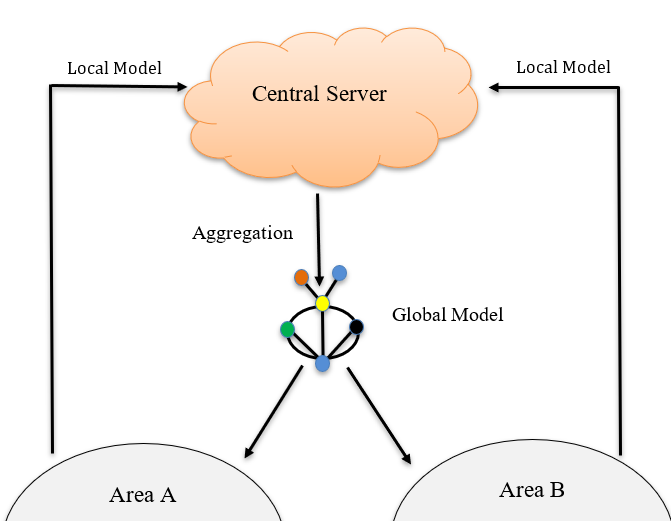 Local Model
Local Model
Central Server
Aggregation
Global Model
Area A
Area B